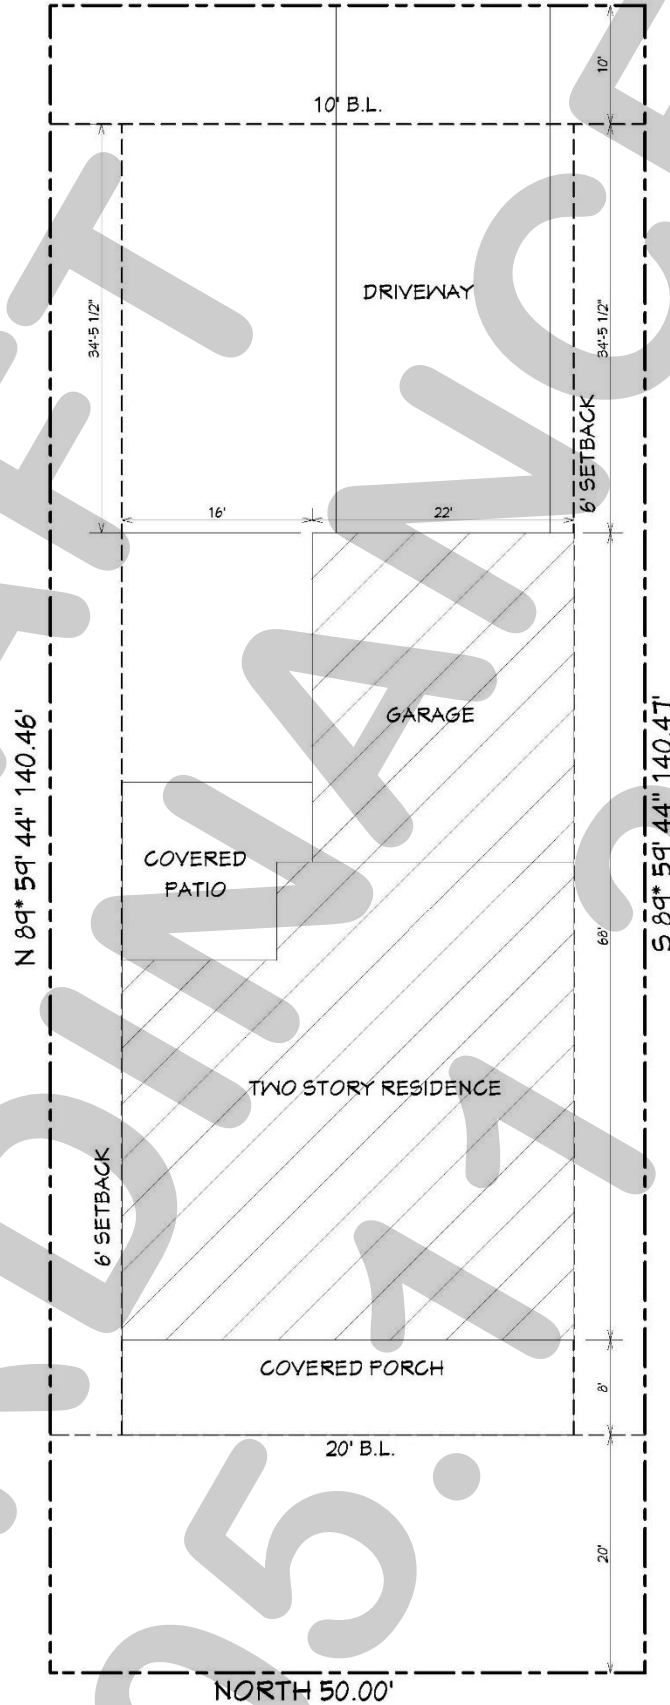 10'
10' B.L.
DRIVEWAY
34'-5 1/2"
34'-5 1/2"
6' SETBACK
16'
22'
GARAGE
N 89* 59' 44" 140.46'
S 89* 59' 44" 140.47'
COVERED
PATIO
68'
TWO STORY RESIDENCE
6' SETBACK
COVERED PORCH
8'
20' B.L.
20'
NORTH 50.00'